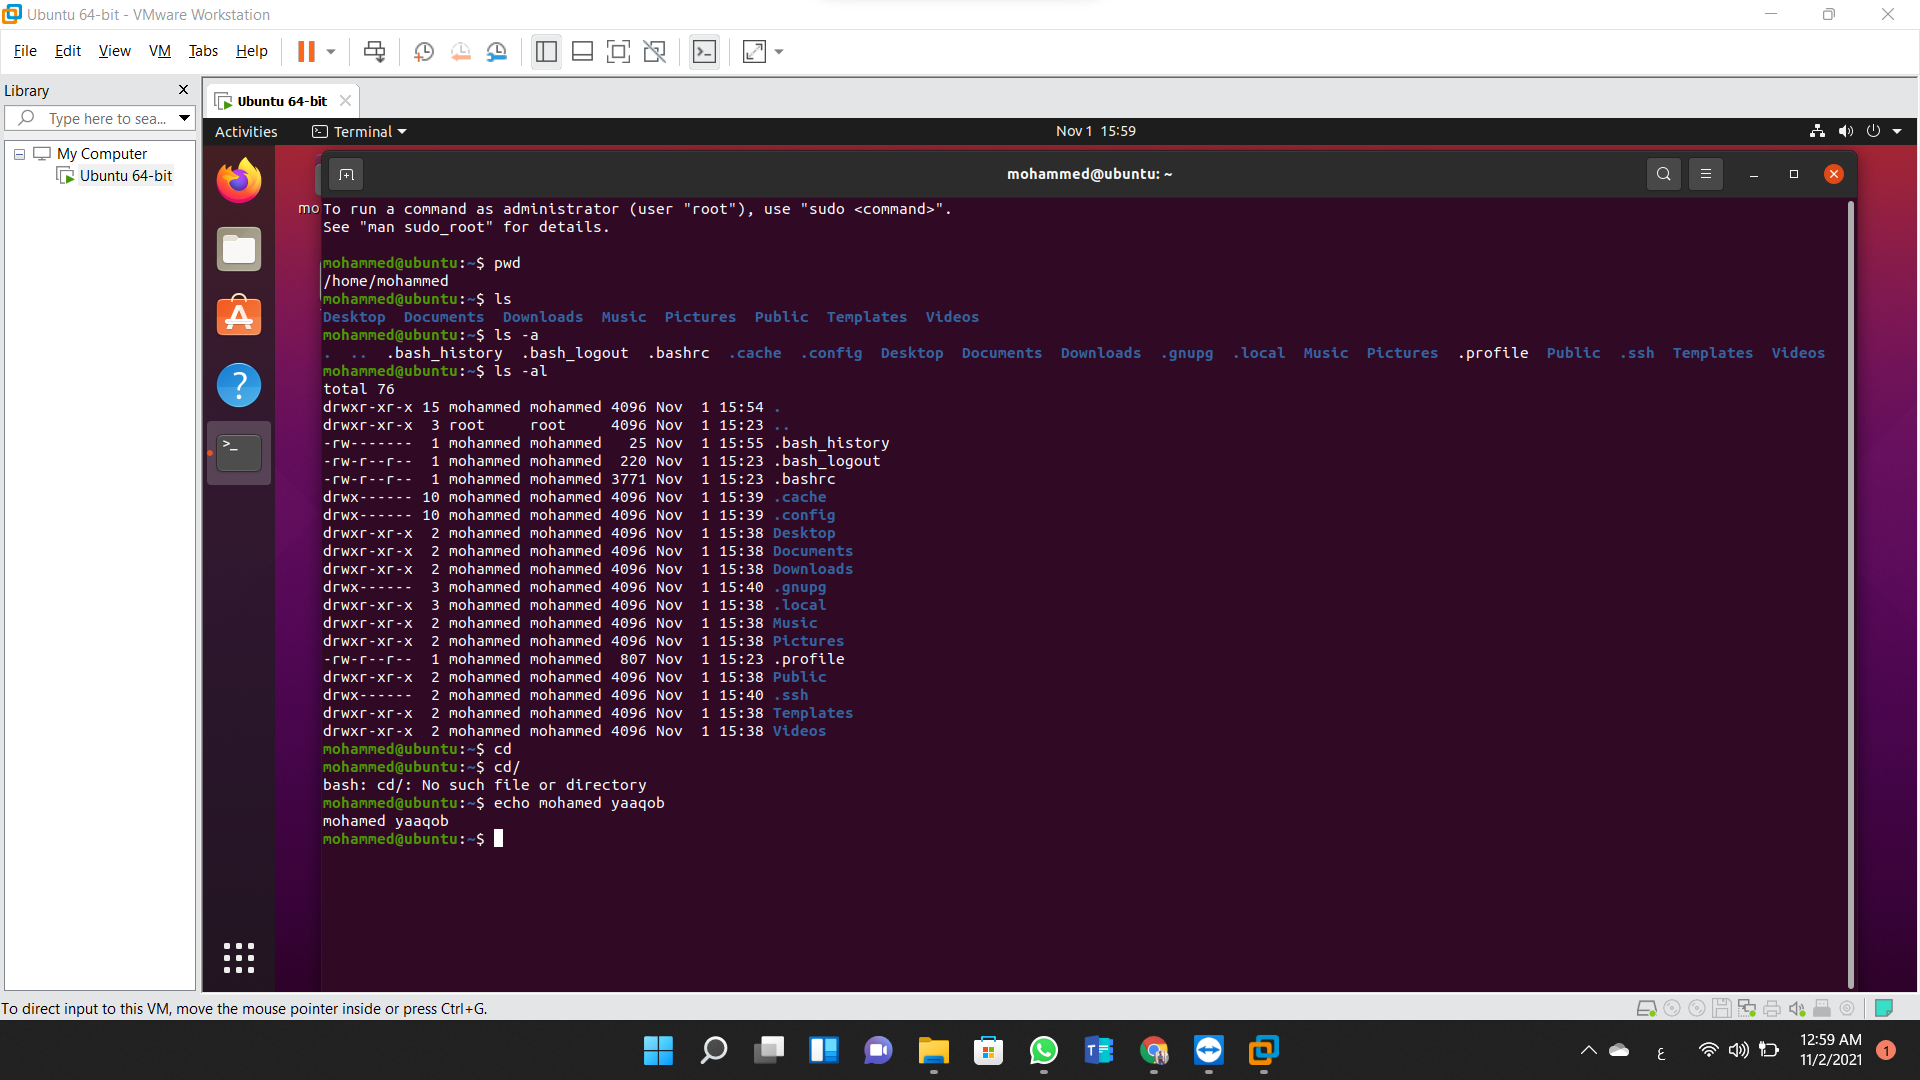 Ubuntu 64-bit - VMware Workstation
File Edit View VM Tabs Help
Library
Type here to sea...
My Computer
Ubuntu 64-bit
Ubuntu 64-bit
Activities Terminal Nov 1 15:59
mohammed@ubuntu: ~
mo
To run a command as administrator (user "root"), use "sudo <command>".
See "man sudo_root" for details.
mohammed@ubuntu:~$ pwd
/home/mohammed
mohammed@ubuntu:~$ ls
Desktop Documents Downloads Music Pictures Public Templates Videos
mohammed@ubuntu:~$ ls -a
. .. .bash_history .bash_logout .bashrc .cache .config Desktop Documents Downloads .gnupg .local Music Pictures .profile Public .ssh Templates Videos
mohammed@ubuntu:~$ ls -al
total 76
drwxr-xr-x 15 mohammed mohammed 4096 Nov 1 15:54 .
drwxr-xr-x 3 root root 4096 Nov 1 15:23 ..
-rw------- 1 mohammed mohammed 25 Nov 1 15:55 .bash_history
-rw-r--r-- 1 mohammed mohammed 220 Nov 1 15:23 .bash_logout
-rw-r--r-- 1 mohammed mohammed 3771 Nov 1 15:23 .bashrc
drwx------ 10 mohammed mohammed 4096 Nov 1 15:39 .cache
drwx------ 10 mohammed mohammed 4096 Nov 1 15:39 .config
drwxr-xr-x 2 mohammed mohammed 4096 Nov 1 15:38 Desktop
drwxr-xr-x 2 mohammed mohammed 4096 Nov 1 15:38 Documents
drwxr-xr-x 2 mohammed mohammed 4096 Nov 1 15:38 Downloads
drwx------ 3 mohammed mohammed 4096 Nov 1 15:40 .gnupg
drwxr-xr-x 3 mohammed mohammed 4096 Nov 1 15:38 .local
drwxr-xr-x 2 mohammed mohammed 4096 Nov 1 15:38 Music
drwxr-xr-x 2 mohammed mohammed 4096 Nov 1 15:38 Pictures
-rw-r--r-- 1 mohammed mohammed 807 Nov 1 15:23 .profile
drwxr-xr-x 2 mohammed mohammed 4096 Nov 1 15:38 Public
drwx------ 2 mohammed mohammed 4096 Nov 1 15:40 .ssh
drwxr-xr-x 2 mohammed mohammed 4096 Nov 1 15:38 Templates
drwxr-xr-x 2 mohammed mohammed 4096 Nov 1 15:38 Videos
mohammed@ubuntu:~$ cd
mohammed@ubuntu:~$ cd/
bash: cd/: No such file or directory
mohammed@ubuntu:~$ echo mohamed yaaqob
mohamed yaaqob
mohammed@ubuntu:~$
To direct input to this VM, move the mouse pointer inside or press Ctrl+G.
ع
12:59 AM
11/2/2021
1